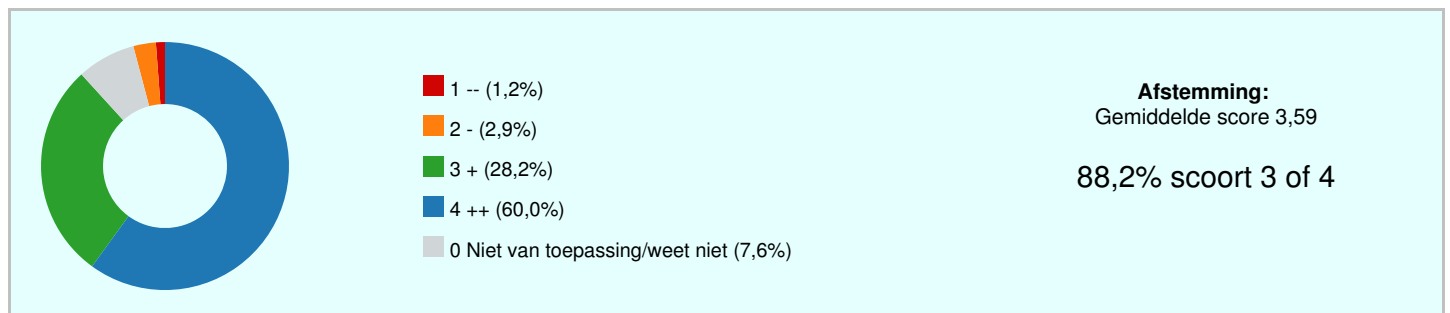 1 -- (1,2%)
2 - (2,9%)
3 + (28,2%)
4 ++ (60,0%)
0 Niet van toepassing/weet niet (7,6%)
Afstemming:
Gemiddelde score 3,59
88,2% scoort 3 of 4